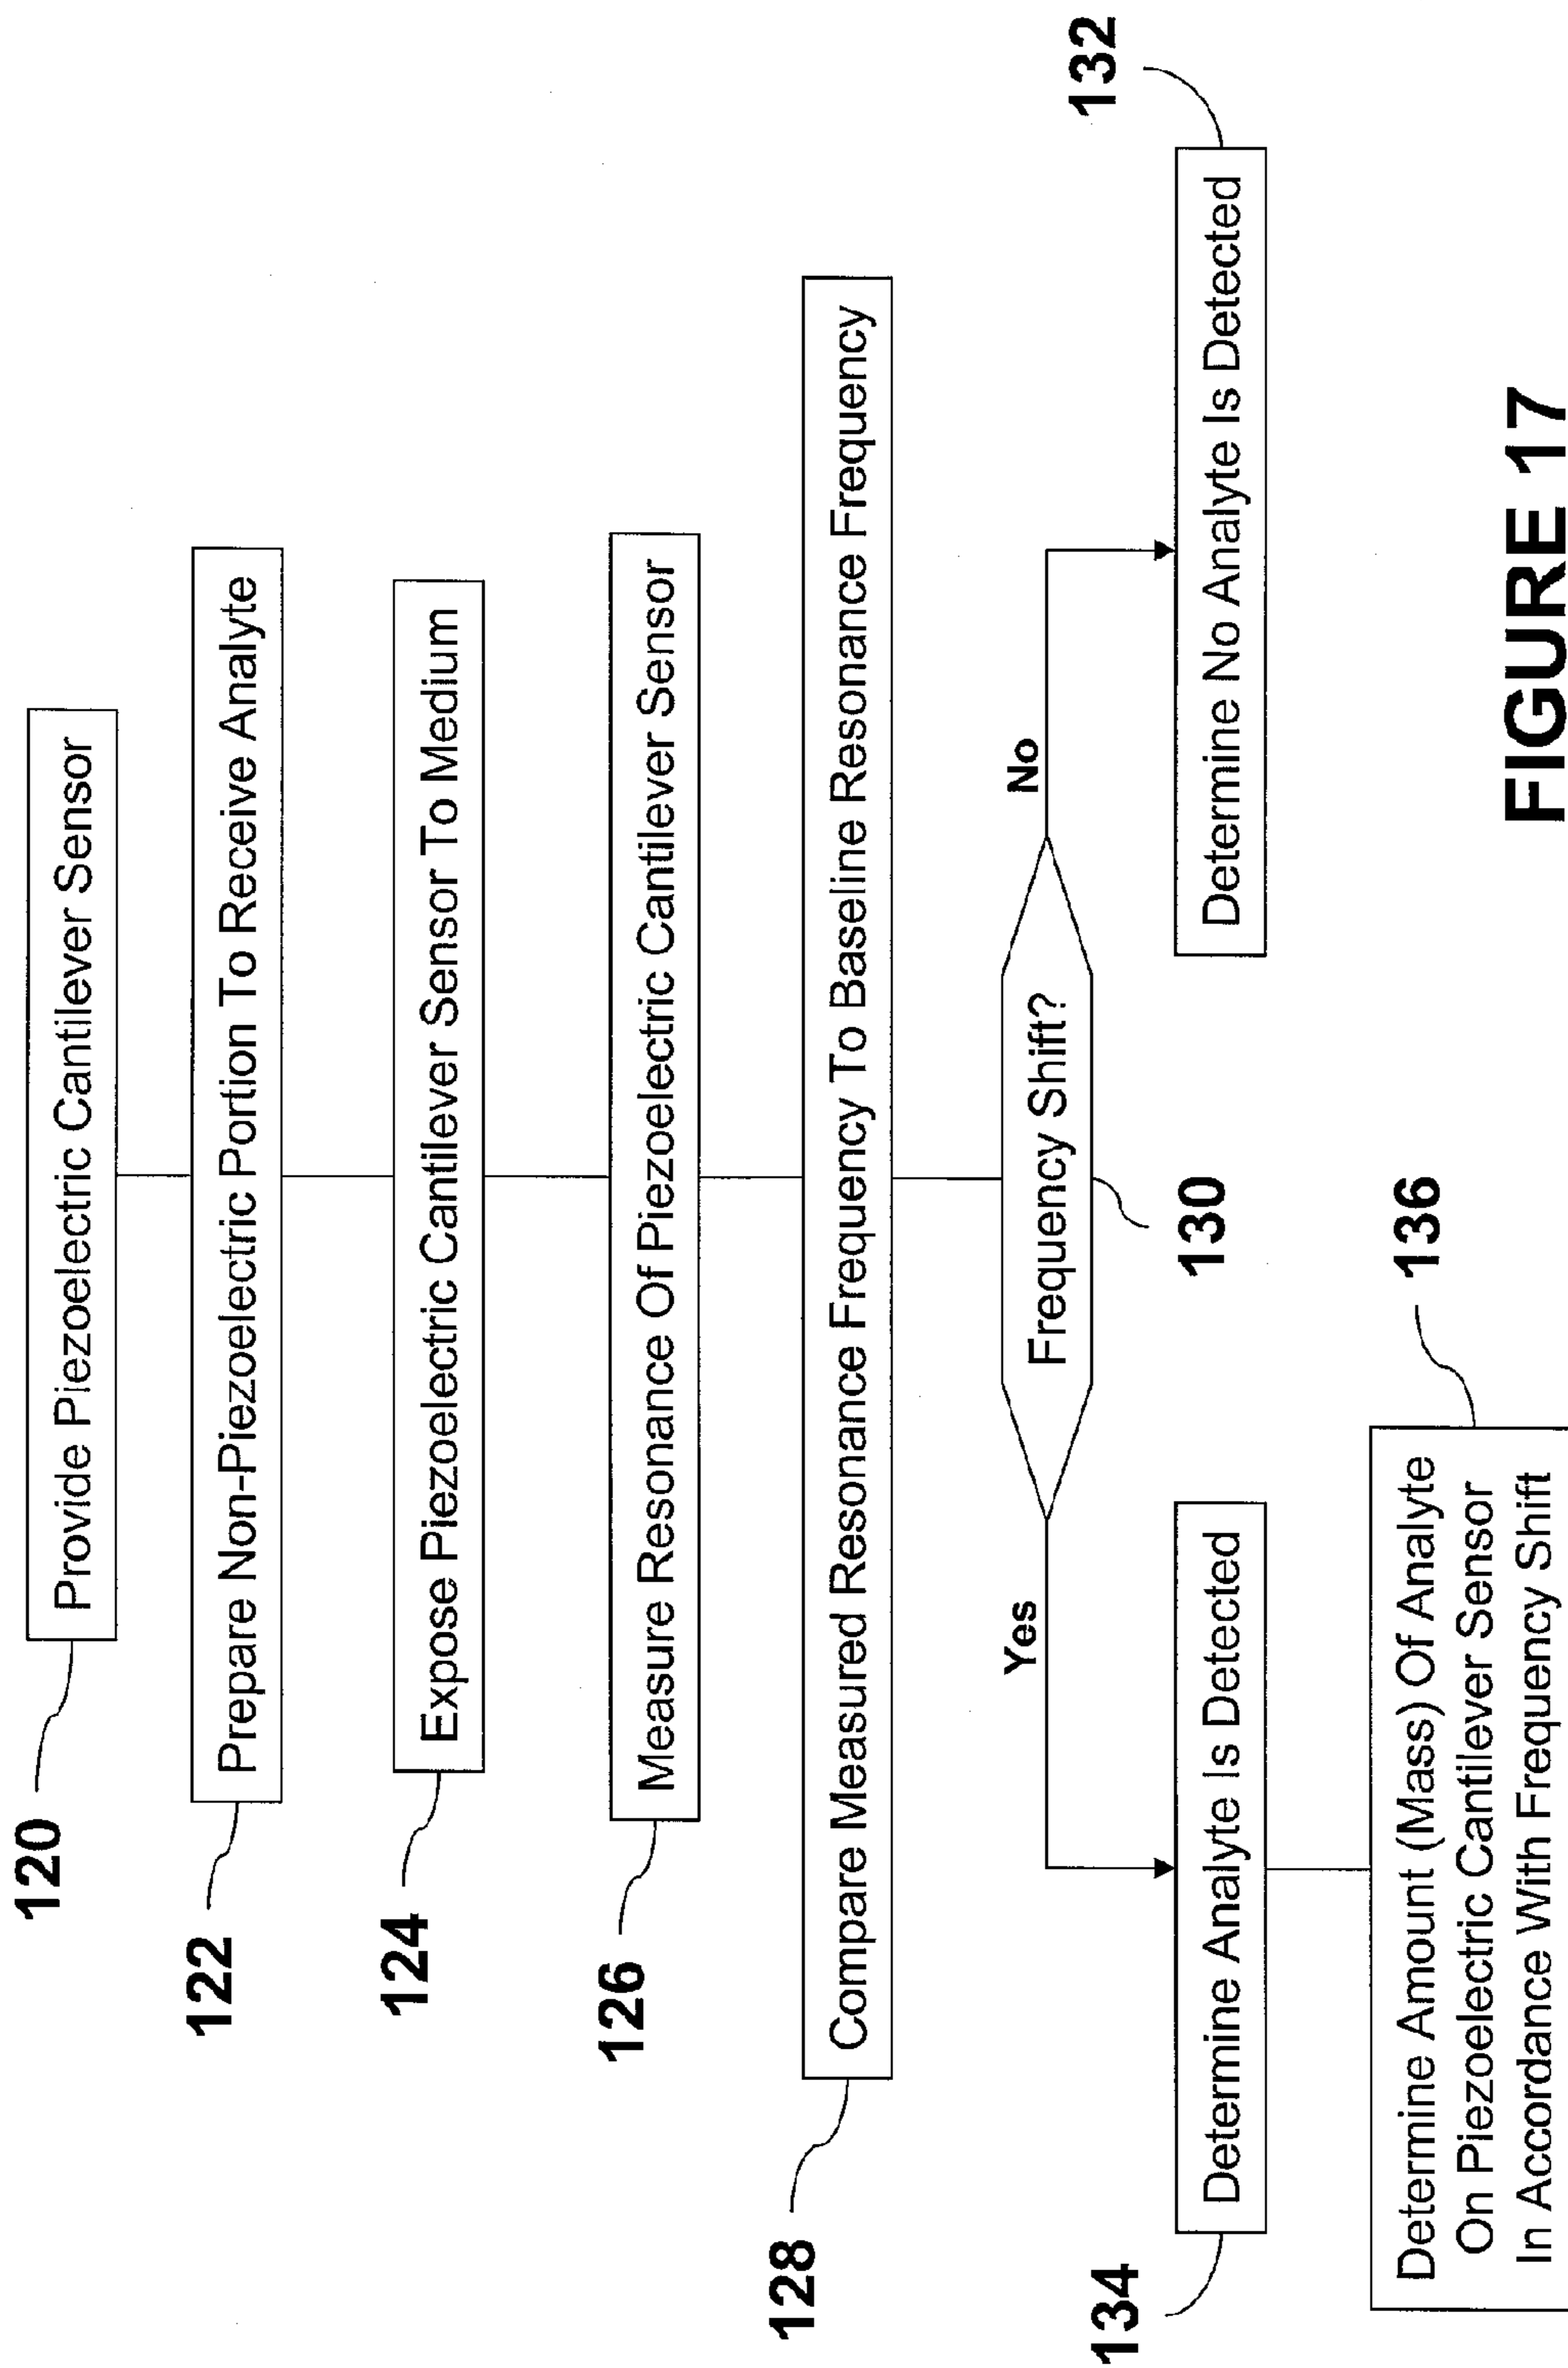 120
Provide Piezoelectric Cantilever Sensor
122
Prepare Non-Piezoelectric Portion To Receive Analyte
124
Expose Piezoelectric Cantilever Sensor To Medium
126
Measure Resonance Of Piezoelectric Cantilever Sensor
128
Compare Measured Resonance Frequency To Baseline Resonance Frequency
Yes
Frequency Shift?
No
130
134
Determine Analyte Is Detected
Determine No Analyte Is Detected
132
136
Determine Amount (Mass) Of Analyte
On Piezoelectric Cantilever Sensor
In Accordance With Frequency Shift
FIGURE 17